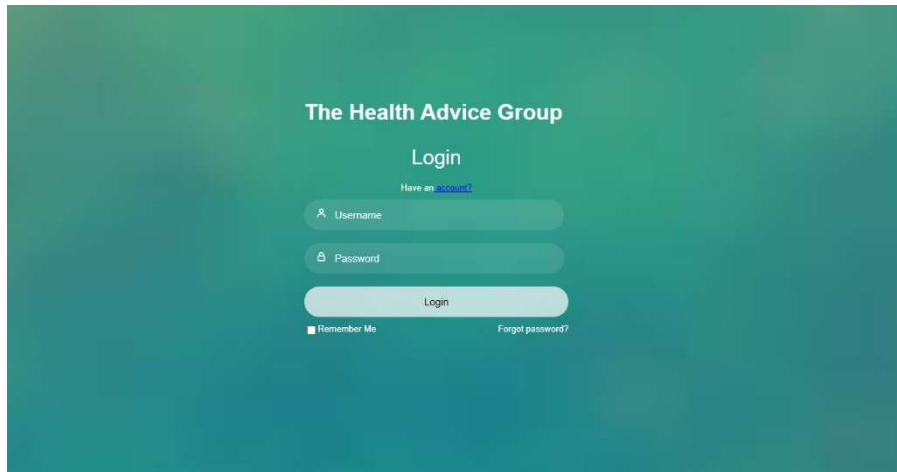 The Health Advice Group
Login
Have an account?
Username
Password
Login
Remember Me Forgot password?